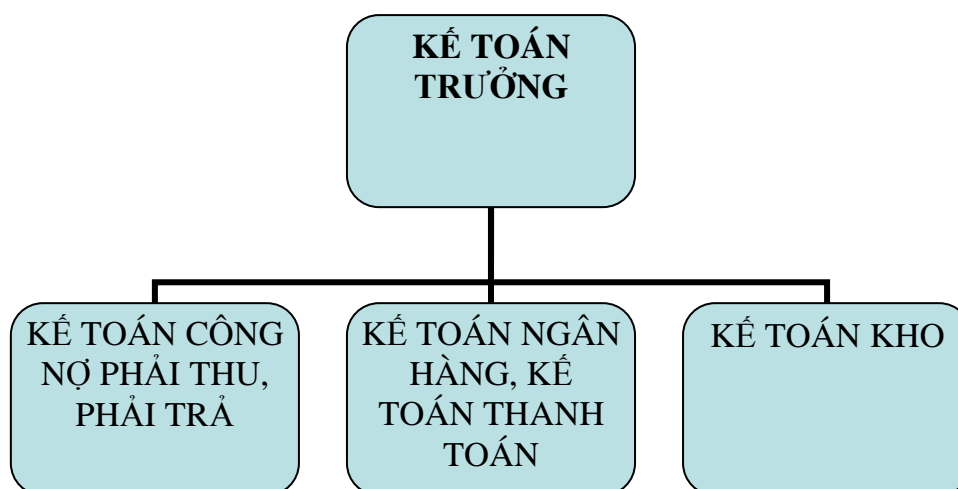 KẾ TOÁN
TRƯỞNG
KẾ TOÁN CÔNG
NỢ PHẢI THU,
PHẢI TRẢ
KẾ TOÁN NGÂN
HÀNG, KẾ
TOÁN THANH
TOÁN
KẾ TOÁN KHO